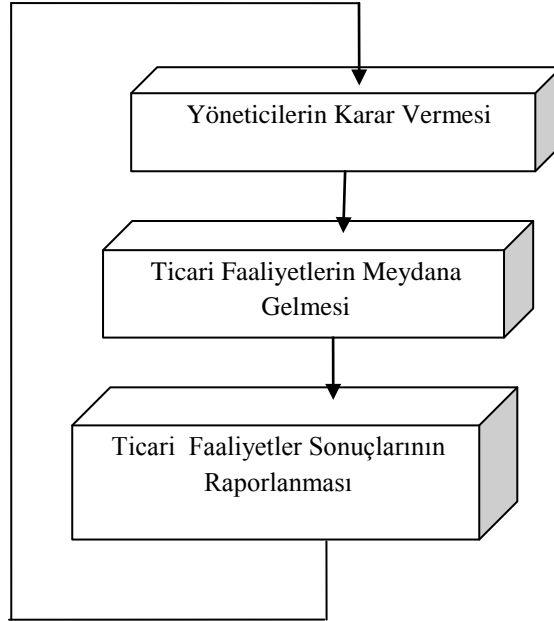 Yöneticilerin Karar Vermesi
Ticari Faaliyetlerin Meydana
Gelmesi
Ticari Faaliyetler Sonuçlarının
Raporlanması